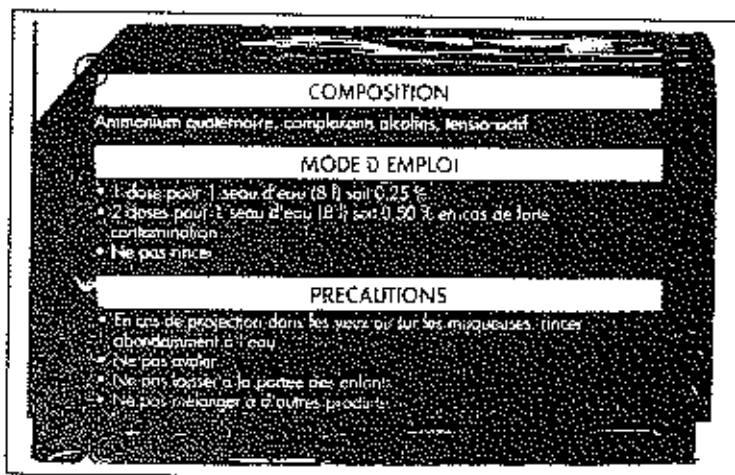 COMPOSITION
Ammonium quaternaire, complexants alcalins, tensio-actif
MODE D EMPLOI
• 1 dose pour 1 seau d'eau (8 l) soit 0,25 %
• 2 doses pour 1 seau d'eau (8 l) soit 0,50 % en cas de forte
contamination
• Ne pas rincer
PRECAUTIONS
• En cas de projection dans les yeux ou sur les muqueuses, rincer
abondamment à l'eau
• Ne pas avaler
• Ne pas laisser à la portée des enfants
• Ne pas mélanger à d'autres produits